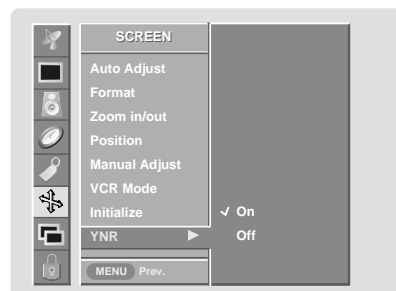 SCREEN
Auto Adjust
Format
Zoom in/out
Position
Manual Adjust
VCR Mode
Initialize ✓ On
YNR ▶ Off
MENU Prev.